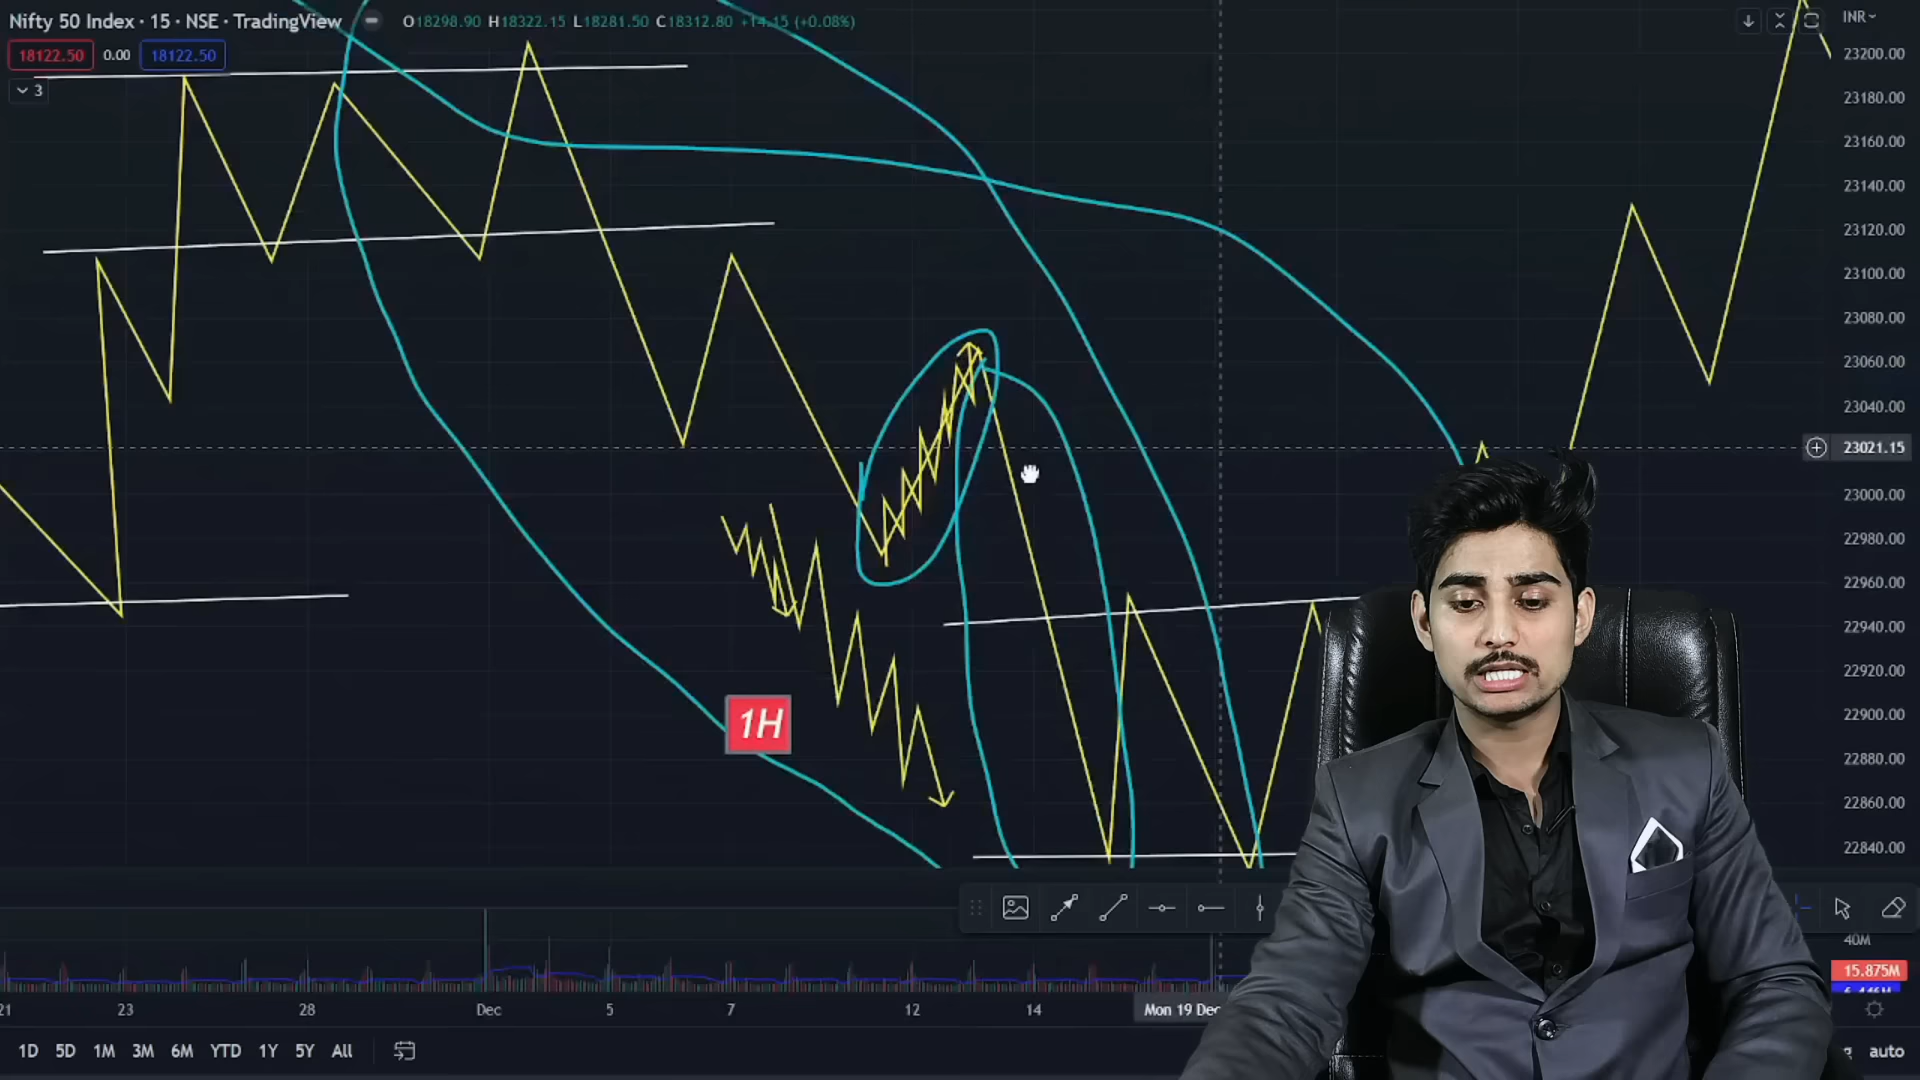 Nifty 50 Index · 15 · NSE · TradingView
O18298.90 H18322.15 L18281.50 C18312.80 +14.15 (+0.08%)
INR
18122.50 0.00 18122.50
3
23200.00
23180.00
23160.00
23140.00
23120.00
23100.00
23080.00
23060.00
23040.00
23021.15
23000.00
22980.00
22960.00
22940.00
22920.00
22900.00
22880.00
22860.00
22840.00
1H
40M
15.875M
21 23 28 Dec 5 7 12 14 Mon 19 Dec
1D 5D 1M 3M 6M YTD 1Y 5Y All
auto